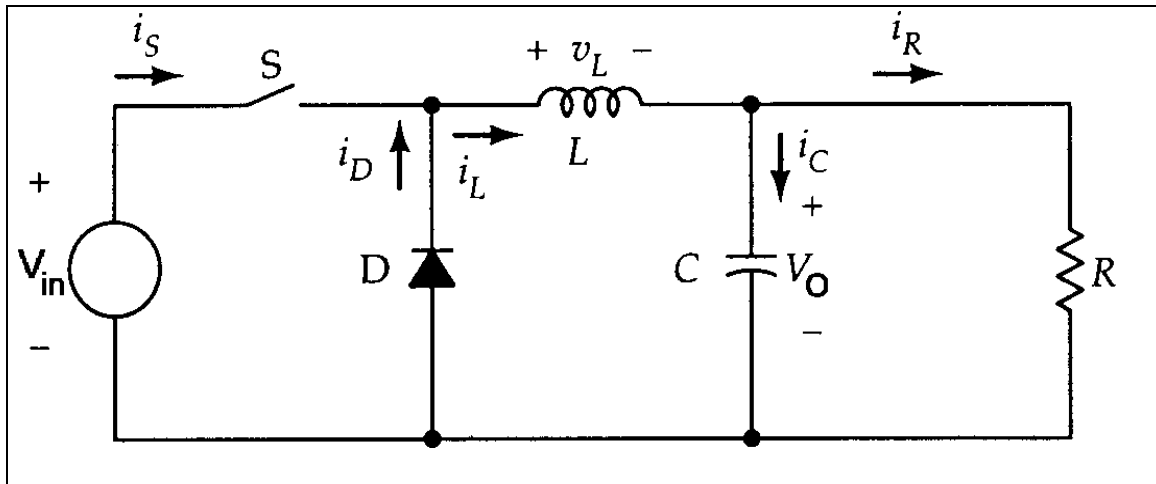 i_S
S
+ v_L −
i_R
i_D
i_L
L
i_C
+
V_in
−
D
C
+
V_O
−
R